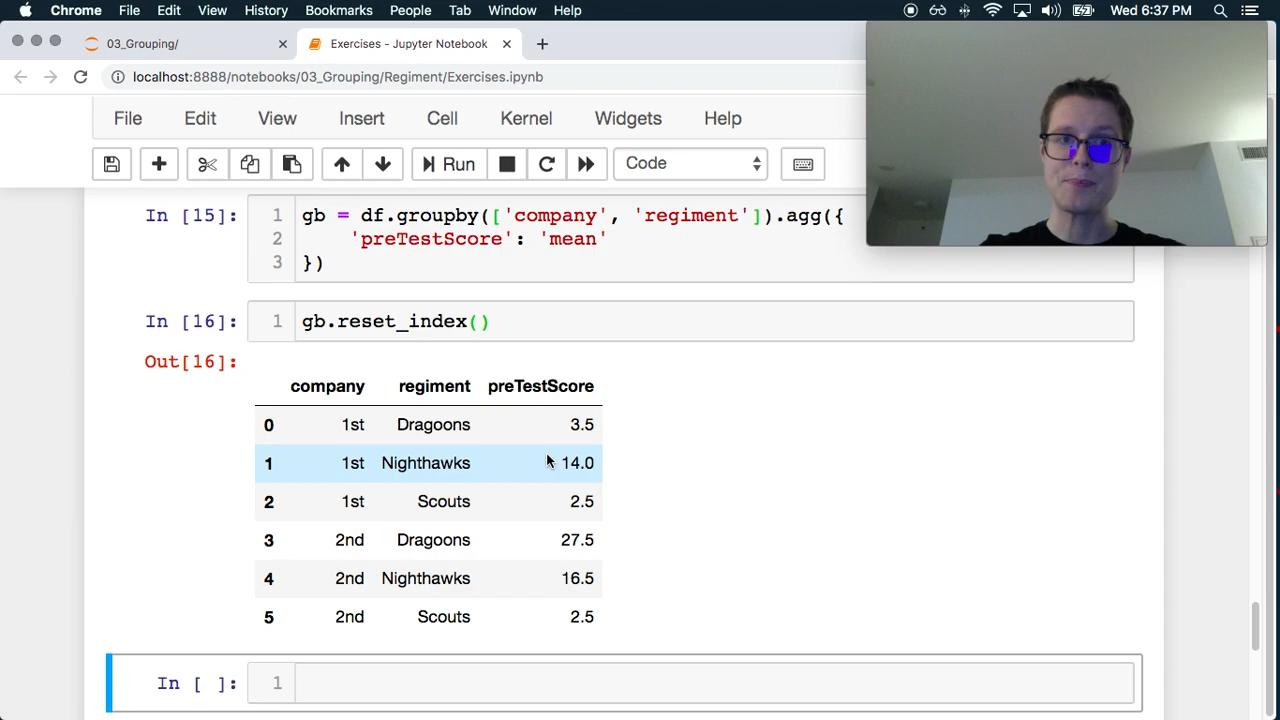 Chrome File Edit View History Bookmarks People Tab Window Help Wed 6:37 PM
03_Grouping/ Exercises - Jupyter Notebook
localhost:8888/notebooks/03_Grouping/Regiment/Exercises.ipynb
File Edit View Insert Cell Kernel Widgets Help
Run Code
In [15]: 1 gb = df.groupby(['company', 'regiment']).agg({
2 'preTestScore': 'mean'
3 })
In [16]: 1 gb.reset_index()
Out[16]:
company regiment preTestScore
0 1st Dragoons 3.5
1 1st Nighthawks 14.0
2 1st Scouts 2.5
3 2nd Dragoons 27.5
4 2nd Nighthawks 16.5
5 2nd Scouts 2.5
In [ ]: 1